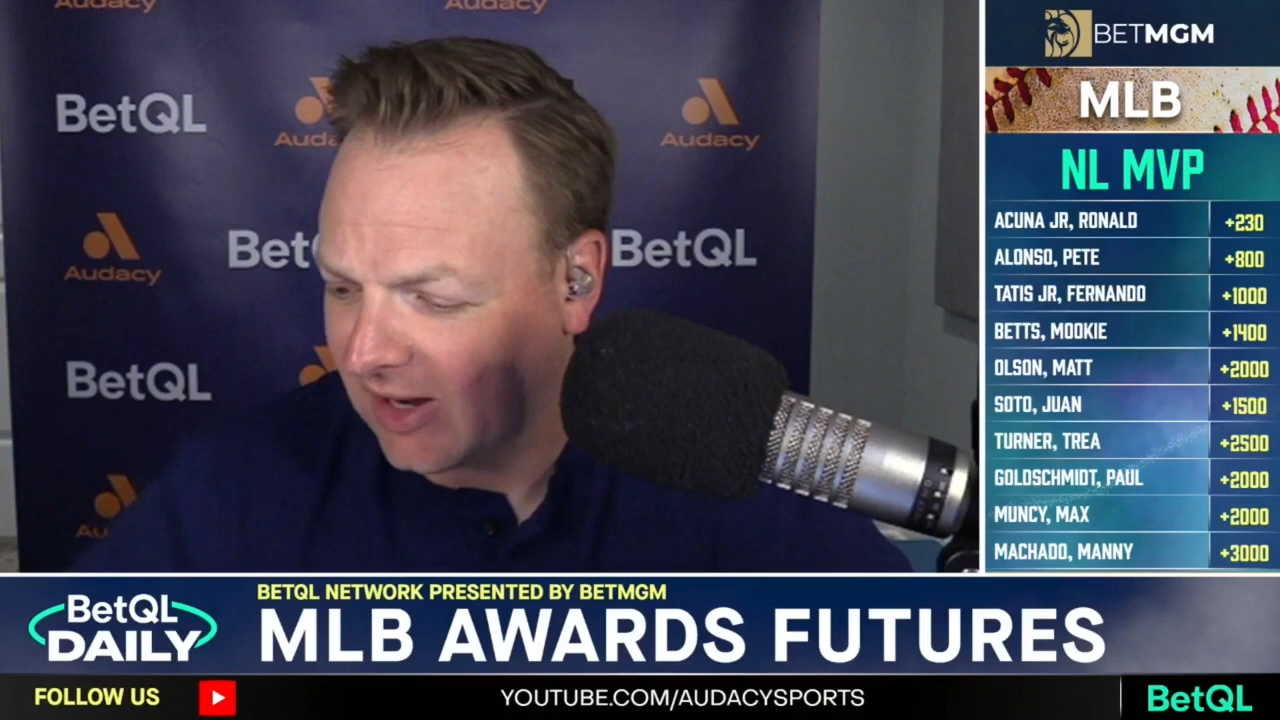 Audacy
Audacy
BETMGM
MLB
BetQL
Auda
Audacy
NL MVP
ACUNA JR, RONALD +230
ALONSO, PETE +800
TATIS JR, FERNANDO +1000
BETTS, MOOKIE +1400
OLSON, MATT +2000
SOTO, JUAN +1500
TURNER, TREA +2500
GOLDSCHMIDT, PAUL +2000
MUNCY, MAX +2000
MACHADO, MANNY +3000
Audacy
Bet
BetQL
BetQL
Au
BetQL
DAILY
BETQL NETWORK PRESENTED BY BETMGM
MLB AWARDS FUTURES
FOLLOW US
YOUTUBE.COM/AUDACYSPORTS
BetQL